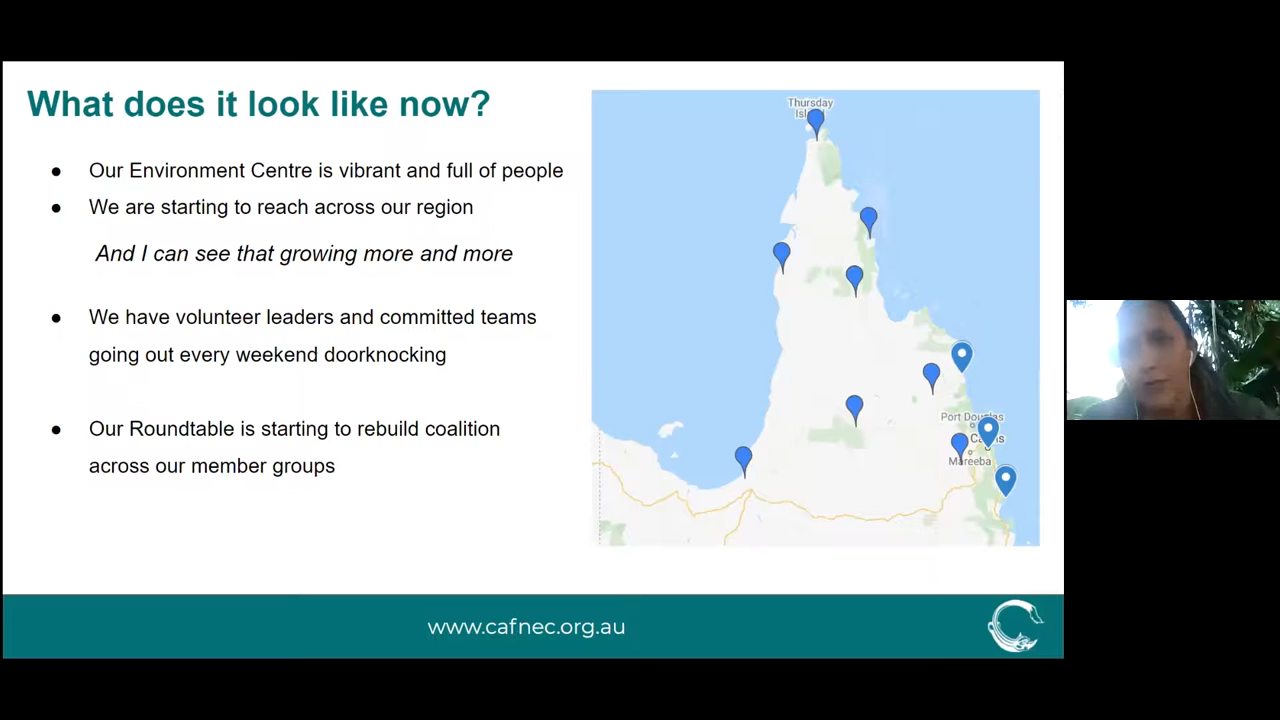 What does it look like now?
● Our Environment Centre is vibrant and full of people
● We are starting to reach across our region
And I can see that growing more and more
● We have volunteer leaders and committed teams
going out every weekend doorknocking
● Our Roundtable is starting to rebuild coalition
across our member groups
Thursday
Port Douglas
Mareeba
www.cafnec.org.au